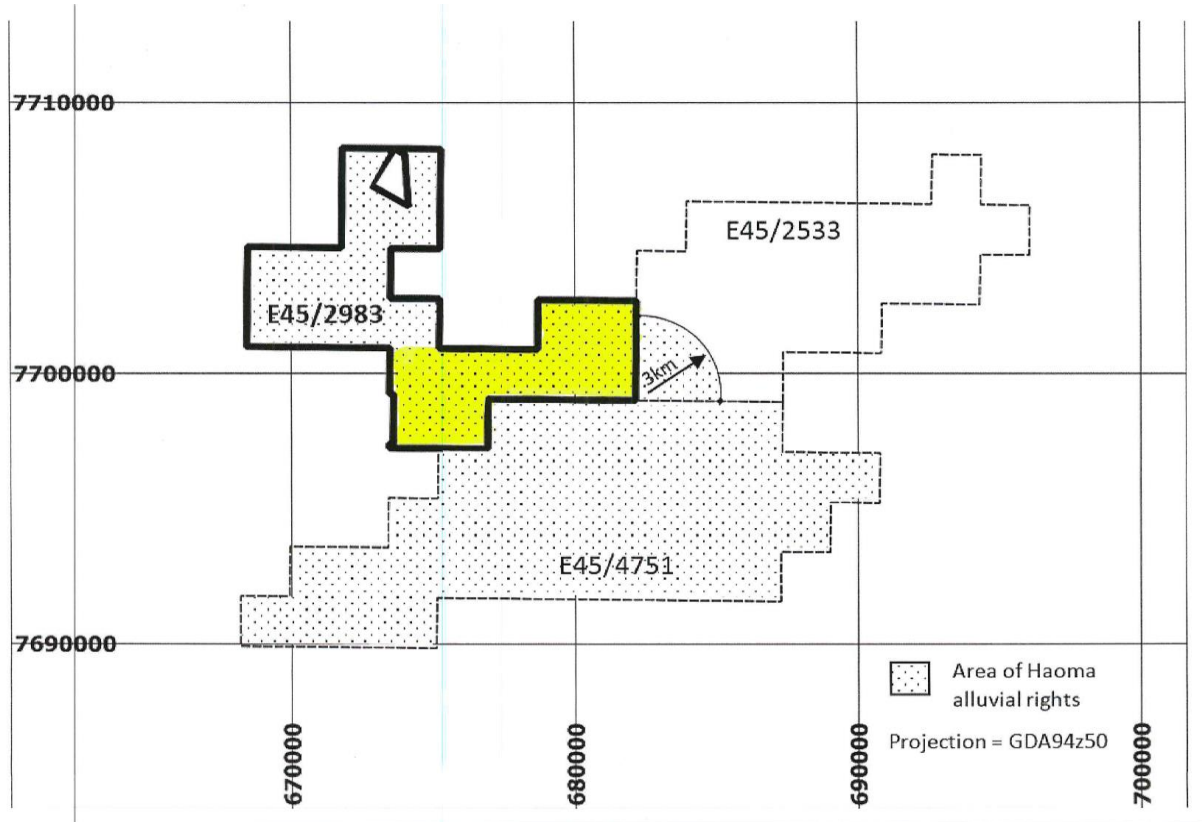 7710000
E45/2533
E45/2983
7700000
3km
E45/4751
7690000
Area of Haoma
alluvial rights
Projection = GDA94z50
670000
680000
690000
700000